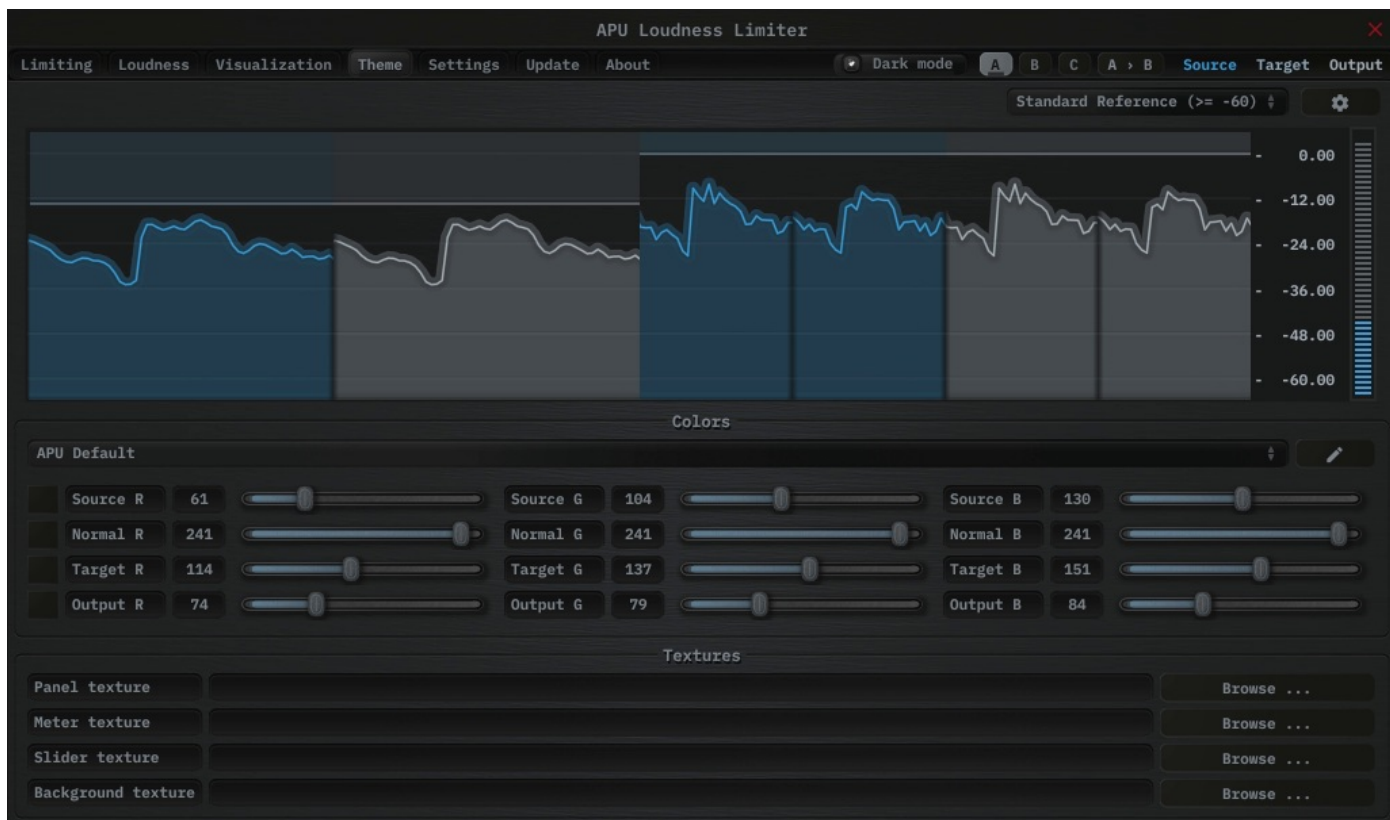 APU Loudness Limiter
Limiting Loudness Visualization Theme Settings Update About Dark mode A B C A › B Source Target Output
Standard Reference (>= -60)
- 0.00
- -12.00
- -24.00
- -36.00
- -48.00
- -60.00
Colors
APU Default
Source R 61 Source G 104 Source B 130
Normal R 241 Normal G 241 Normal B 241
Target R 114 Target G 137 Target B 151
Output R 74 Output G 79 Output B 84
Textures
Panel texture Browse ...
Meter texture Browse ...
Slider texture Browse ...
Background texture Browse ...